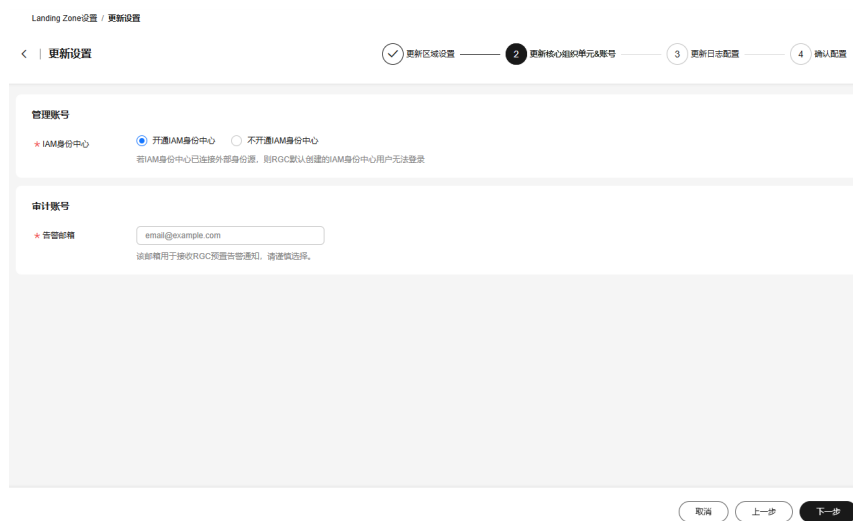 Landing Zone设置 / 更新设置
更新设置
更新区域设置
2 更新核心组织单元&账号
3 更新日志配置
4 确认配置
管理账号
* IAM身份中心
开通IAM身份中心
不开通IAM身份中心
若IAM身份中心已连接外部身份源，则RGC默认创建的IAM身份中心用户无法登录
审计账号
* 告警邮箱
email@example.com
该邮箱用于接收RGC预置告警通知，请谨慎选择。
取消
上一步
下一步